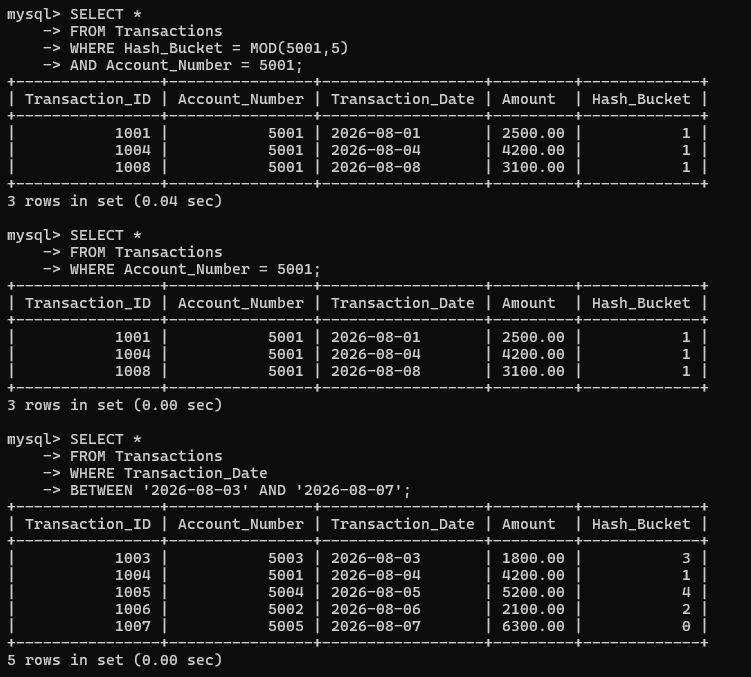 mysql> SELECT *
    -> FROM Transactions
    -> WHERE Hash_Bucket = MOD(5001,5)
    -> AND Account_Number = 5001;
+----------------+----------------+------------------+---------+-------------+
| Transaction_ID | Account_Number | Transaction_Date | Amount  | Hash_Bucket |
+----------------+----------------+------------------+---------+-------------+
|           1001 |           5001 | 2026-08-01       | 2500.00 |           1 |
|           1004 |           5001 | 2026-08-04       | 4200.00 |           1 |
|           1008 |           5001 | 2026-08-08       | 3100.00 |           1 |
+----------------+----------------+------------------+---------+-------------+
3 rows in set (0.04 sec)

mysql> SELECT *
    -> FROM Transactions
    -> WHERE Account_Number = 5001;
+----------------+----------------+------------------+---------+-------------+
| Transaction_ID | Account_Number | Transaction_Date | Amount  | Hash_Bucket |
+----------------+----------------+------------------+---------+-------------+
|           1001 |           5001 | 2026-08-01       | 2500.00 |           1 |
|           1004 |           5001 | 2026-08-04       | 4200.00 |           1 |
|           1008 |           5001 | 2026-08-08       | 3100.00 |           1 |
+----------------+----------------+------------------+---------+-------------+
3 rows in set (0.00 sec)

mysql> SELECT *
    -> FROM Transactions
    -> WHERE Transaction_Date
    -> BETWEEN '2026-08-03' AND '2026-08-07';
+----------------+----------------+------------------+---------+-------------+
| Transaction_ID | Account_Number | Transaction_Date | Amount  | Hash_Bucket |
+----------------+----------------+------------------+---------+-------------+
|           1003 |           5003 | 2026-08-03       | 1800.00 |           3 |
|           1004 |           5001 | 2026-08-04       | 4200.00 |           1 |
|           1005 |           5004 | 2026-08-05       | 5200.00 |           4 |
|           1006 |           5002 | 2026-08-06       | 2100.00 |           2 |
|           1007 |           5005 | 2026-08-07       | 6300.00 |           0 |
+----------------+----------------+------------------+---------+-------------+
5 rows in set (0.00 sec)